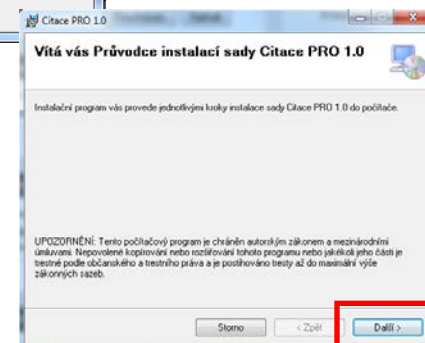 Citace PRO 1.0
Vítá vás Průvodce instalací sady Citace PRO 1.0
Instalační program vás provede jednotlivými kroky instalace sady Citace PRO 1.0 do počítače.
UPOZORNĚNÍ: Tento počítačový program je chráněn autorským zákonem a mezinárodními
úmluvami. Nepovolené kopírování nebo rozšiřování tohoto programu nebo jakékoli jeho části je
trestné podle občanského a trestního práva a je postihováno tresty až do maximální výše
zákonných sazeb.
Storno
< Zpět
Další >